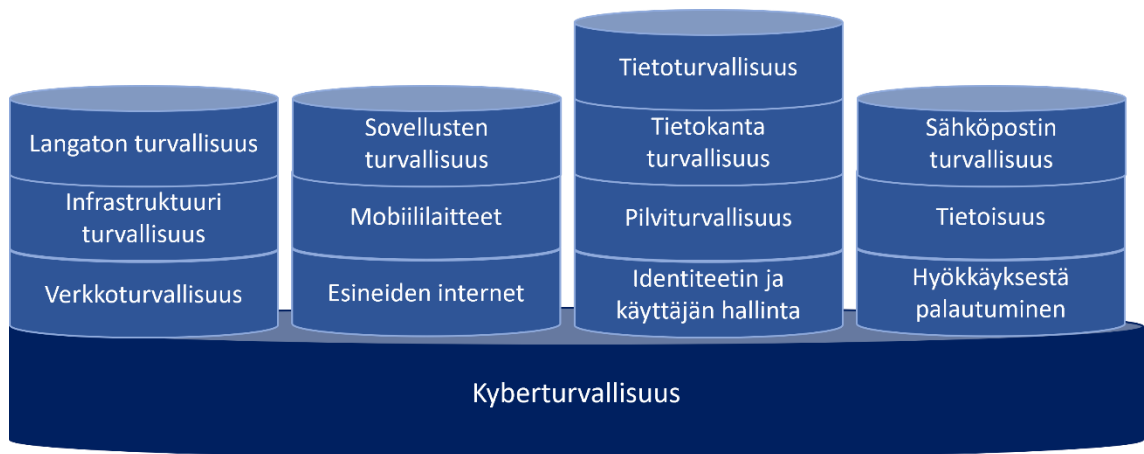 Langaton turvallisuus
Infrastruktuuri
turvallisuus
Verkkoturvallisuus
Sovellusten
turvallisuus
Mobiililaitteet
Esineiden internet
Tietoturvallisuus
Tietokanta
turvallisuus
Pilviturvallisuus
Identiteetin ja
käyttäjän hallinta
Sähköpostin
turvallisuus
Tietoisuus
Hyökkäyksestä
palautuminen
Kyberturvallisuus